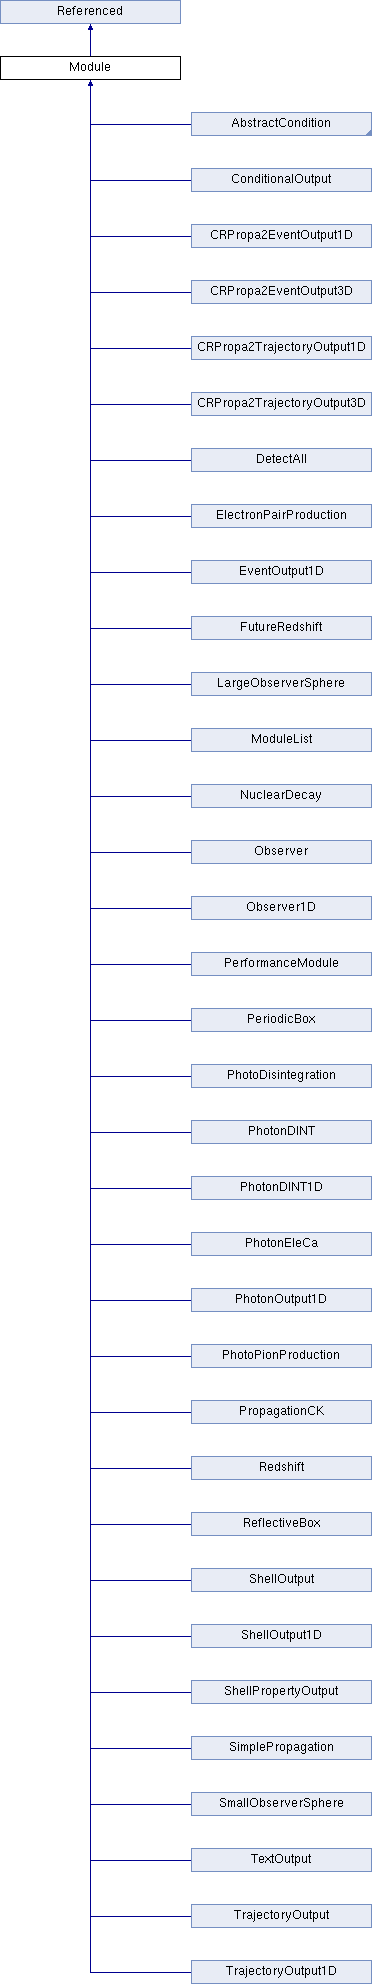 Referenced
Module
AbstractCondition
ConditionalOutput
CRPropa2EventOutput1D
CRPropa2EventOutput3D
CRPropa2TrajectoryOutput1D
CRPropa2TrajectoryOutput3D
DetectAll
ElectronPairProduction
EventOutput1D
FutureRedshift
LargeObserverSphere
ModuleList
NuclearDecay
Observer
Observer1D
PerformanceModule
PeriodicBox
PhotoDisintegration
PhotonDINT
PhotonDINT1D
PhotonEleCa
PhotonOutput1D
PhotoPionProduction
PropagationCK
Redshift
ReflectiveBox
ShellOutput
ShellOutput1D
ShellPropertyOutput
SimplePropagation
SmallObserverSphere
TextOutput
TrajectoryOutput
TrajectoryOutput1D